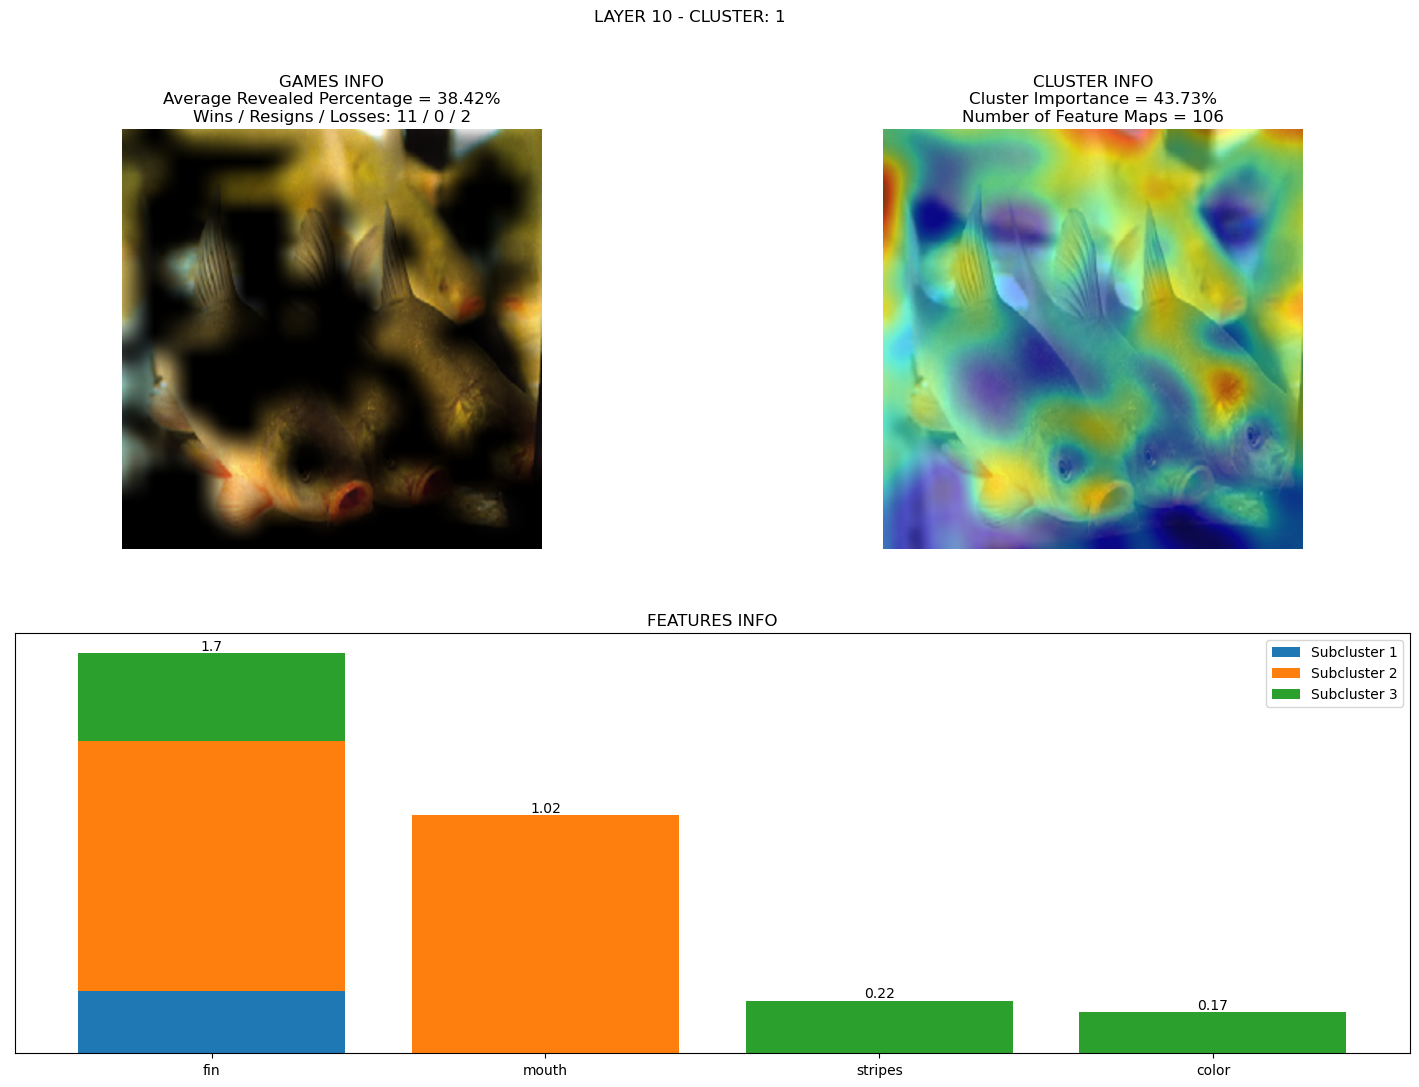 LAYER 10 - CLUSTER: 1
GAMES INFO
Average Revealed Percentage = 38.42%
Wins / Resigns / Losses: 11 / 0 / 2
CLUSTER INFO
Cluster Importance = 43.73%
Number of Feature Maps = 106
FEATURES INFO
1.7
1.02
0.22
0.17
Subcluster 1
Subcluster 2
Subcluster 3
fin
mouth
stripes
color